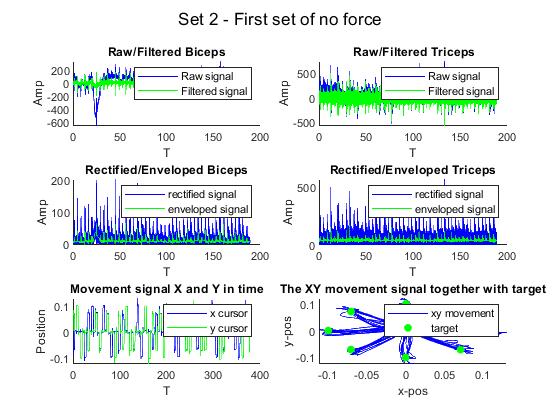 Set 2 - First set of no force
Raw/Filtered Biceps
Raw/Filtered Triceps
200
0
-200
-400
-600
Amp
Raw signal
Filtered signal
0 50 100 150 200
T
500
0
-500
Amp
Raw signal
Filtered signal
0 50 100 150 200
T
Rectified/Enveloped Biceps
Rectified/Enveloped Triceps
200
100
0
Amp
rectified signal
enveloped signal
0 50 100 150 200
T
500
0
Amp
rectified signal
enveloped signal
0 50 100 150 200
T
Movement signal X and Y in time
The XY movement signal together with target
0.1
0
-0.1
Position
x cursor
y cursor
0 100 200 300 400
T
0.1
0
-0.1
y-pos
xy movement
target
-0.1 -0.05 0 0.05 0.1
x-pos